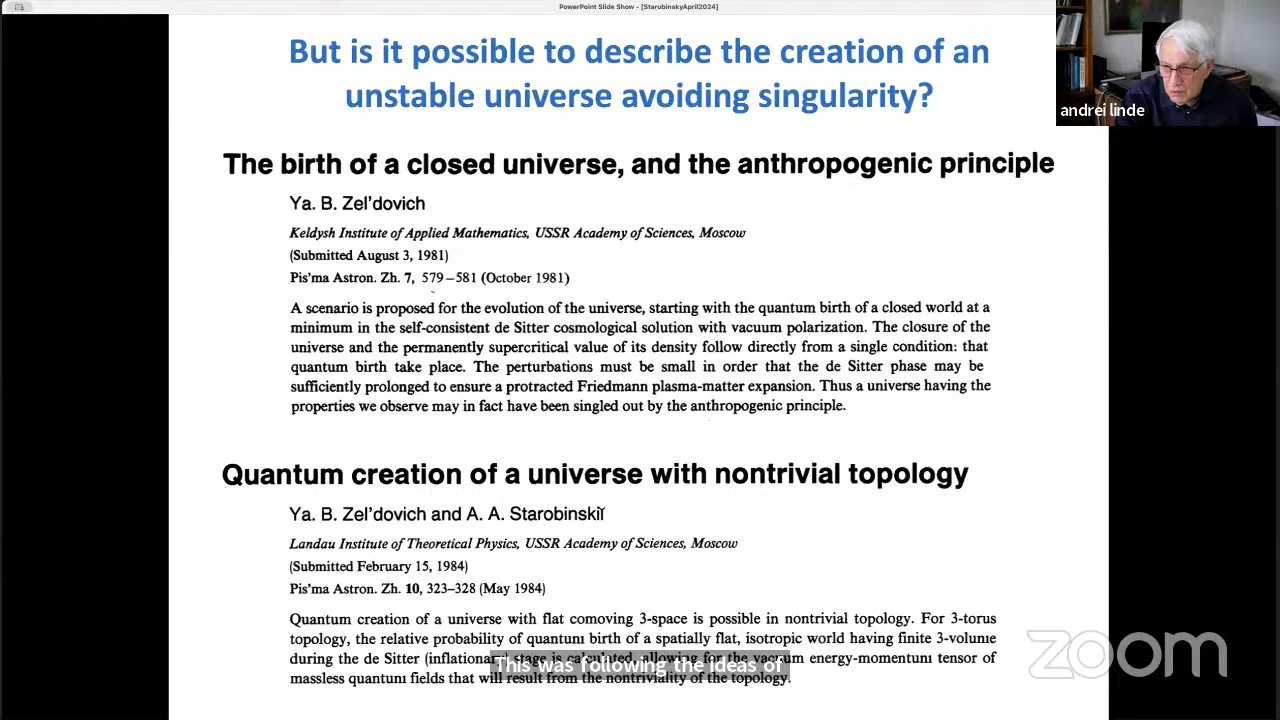 PowerPoint Slide Show - [StarobinskyApril2024]
But is it possible to describe the creation of an
unstable universe avoiding singularity?
andrei linde
The birth of a closed universe, and the anthropogenic principle
Ya. B. Zel'dovich
Keldysh Institute of Applied Mathematics, USSR Academy of Sciences, Moscow
(Submitted August 3, 1981)
Pis'ma Astron. Zh. 7, 579–581 (October 1981)
A scenario is proposed for the evolution of the universe, starting with the quantum birth of a closed world at a
minimum in the self-consistent de Sitter cosmological solution with vacuum polarization. The closure of the
universe and the permanently supercritical value of its density follow directly from a single condition: that
quantum birth take place. The perturbations must be small in order that the de Sitter phase may be
sufficiently prolonged to ensure a protracted Friedmann plasma-matter expansion. Thus a universe having the
properties we observe may in fact have been singled out by the anthropogenic principle.
Quantum creation of a universe with nontrivial topology
Ya. B. Zel'dovich and A. A. Starobinskiĭ
Landau Institute of Theoretical Physics, USSR Academy of Sciences, Moscow
(Submitted February 15, 1984)
Pis'ma Astron. Zh. 10, 323–328 (May 1984)
Quantum creation of a universe with flat comoving 3-space is possible in nontrivial topology. For 3-torus
topology, the relative probability of quantum birth of a spatially flat, isotropic world having finite 3-volume
during the de Sitter (inflationary) stage is calculated, allowing for the vacuum energy-momentum tensor of
massless quantum fields that will result from the nontriviality of the topology.
This was following the ideas of
zoom